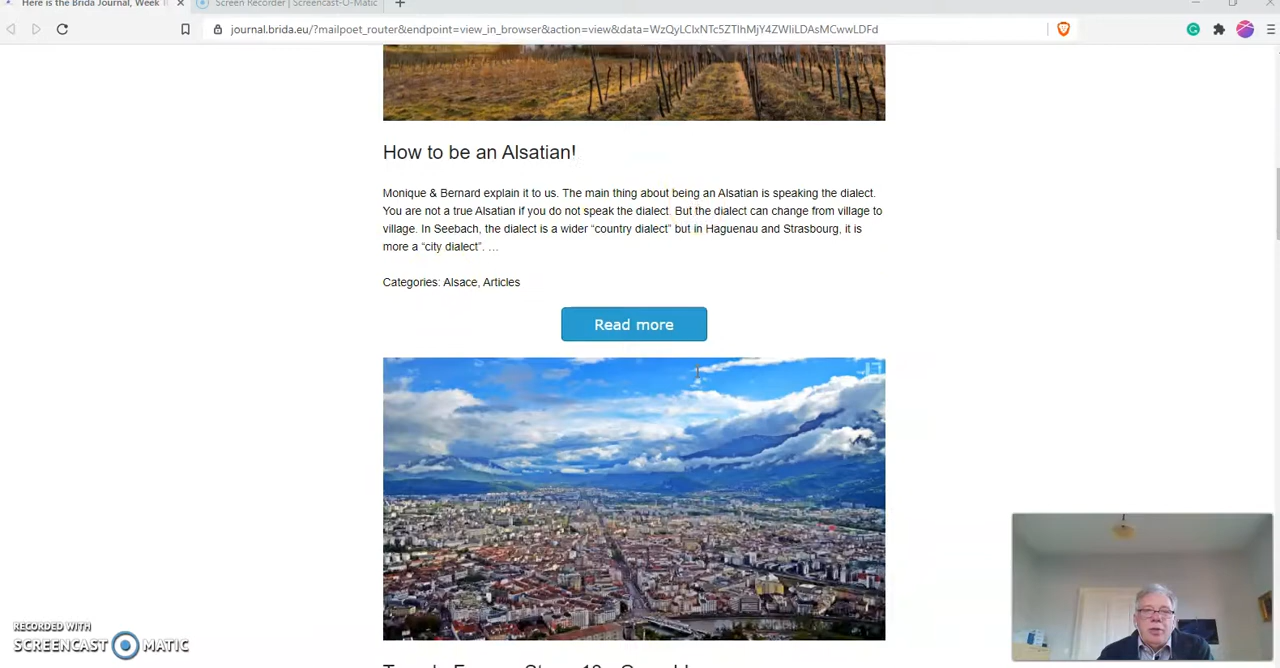 Here is the Brida Journal, Week
Screen Recorder | Screencast-O-Matic
journal.brida.eu/?mailpoet_router&endpoint=view_in_browser&action=view&data=WzQyLCIxNTc5ZTlhMjY4ZWIiLDAsMCwwLDFd
How to be an Alsatian!
Monique & Bernard explain it to us. The main thing about being an Alsatian is speaking the dialect.
You are not a true Alsatian if you do not speak the dialect. But the dialect can change from village to
village. In Seebach, the dialect is a wider “country dialect” but in Haguenau and Strasbourg, it is
more a “city dialect”. …
Categories: Alsace, Articles
Read more
RECORDED WITH
SCREENCAST MATIC